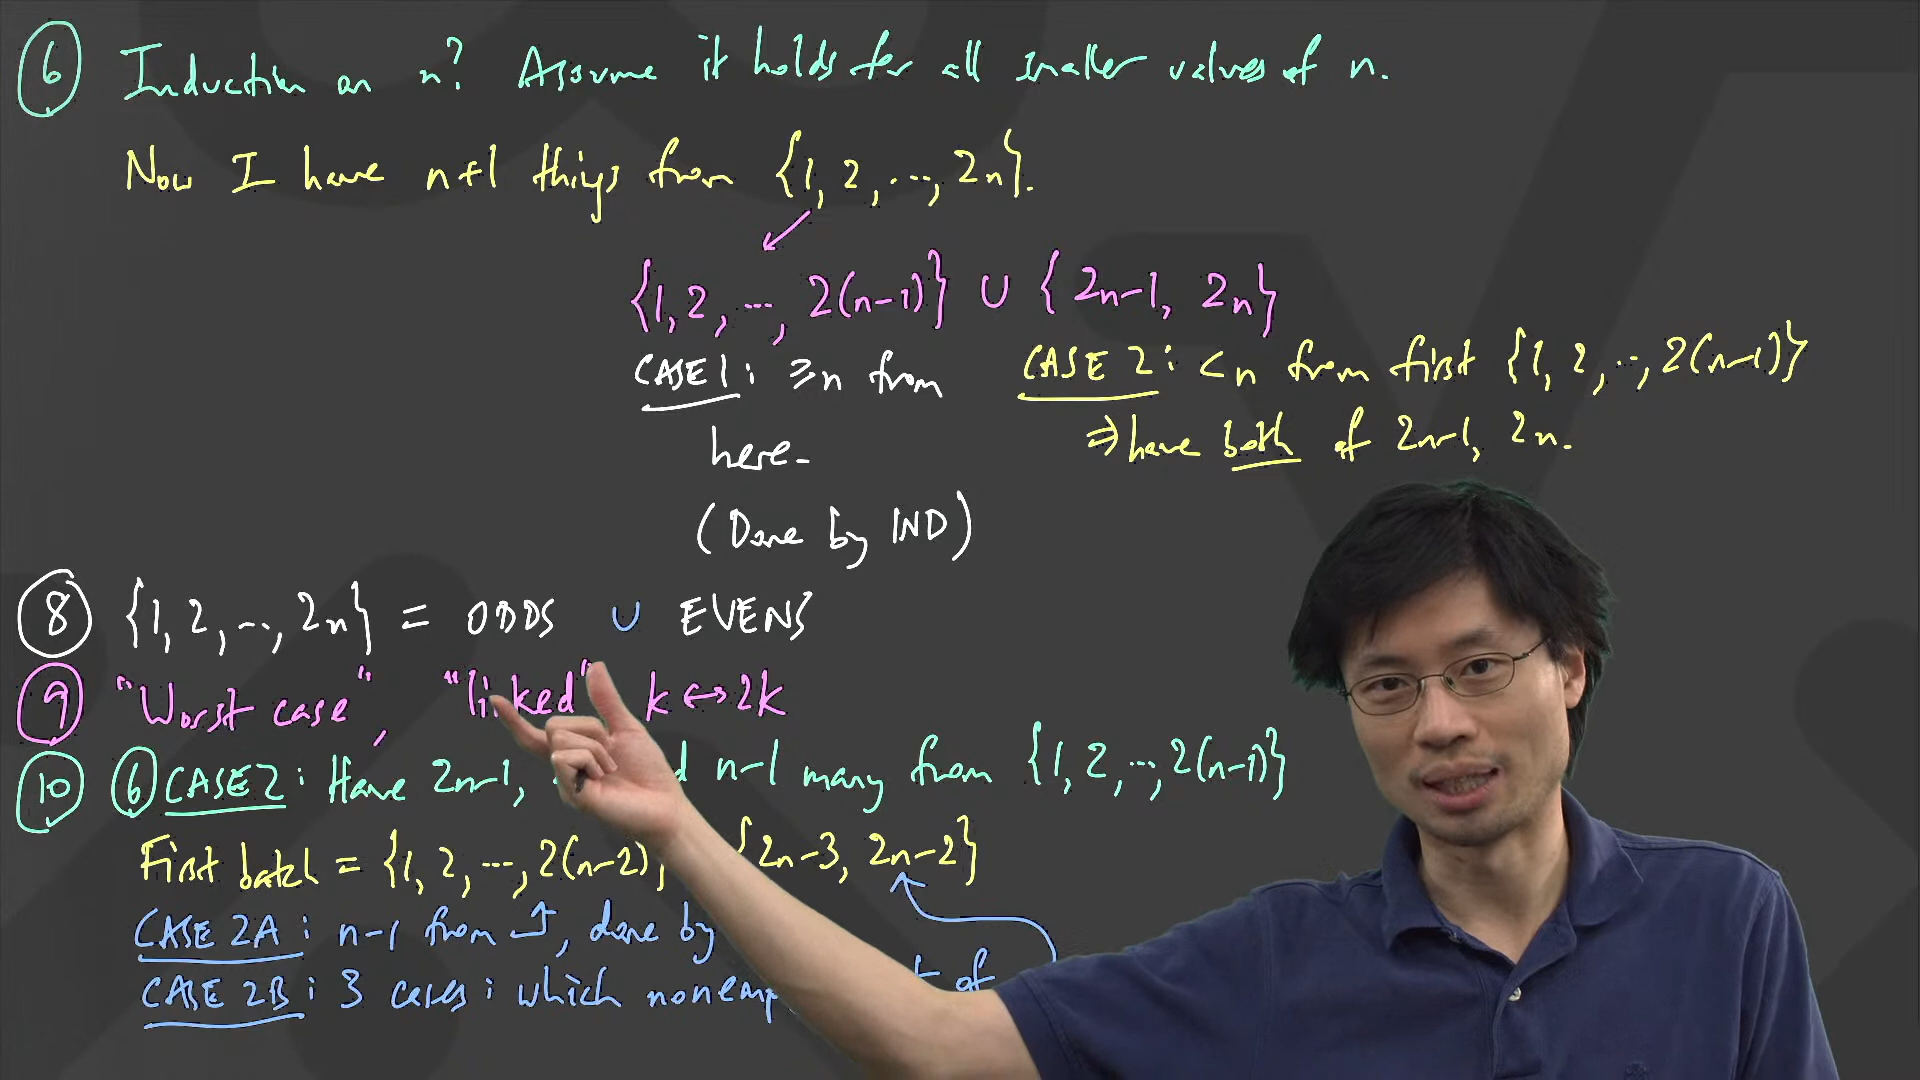 ⑥ Induction on n? Assume it holds for all smaller values of n.
Now I have n+1 things from {1, 2, ..., 2n}.
{1, 2, ..., 2(n-1)} ∪ {2n-1, 2n}
CASE 1: ≥n from
here.
(Done by IND)
CASE 2: <n from first {1, 2, .., 2(n-1)}
⇒ have both of 2n-1, 2n.
⑧ {1, 2, ..., 2n} = ODDS ∪ EVENS
⑨ "Worst case", "linked" k ↔ 2k
⑩ ⑥ CASE 2: Have 2n-1, n-1 many from {1, 2, .., 2(n-1)}
First batch = {1, 2, ..., 2(n-2), {2n-3, 2n-2}
CASE 2A: n-1 from ⤴, done by
CASE 2B: 3 cases: which of